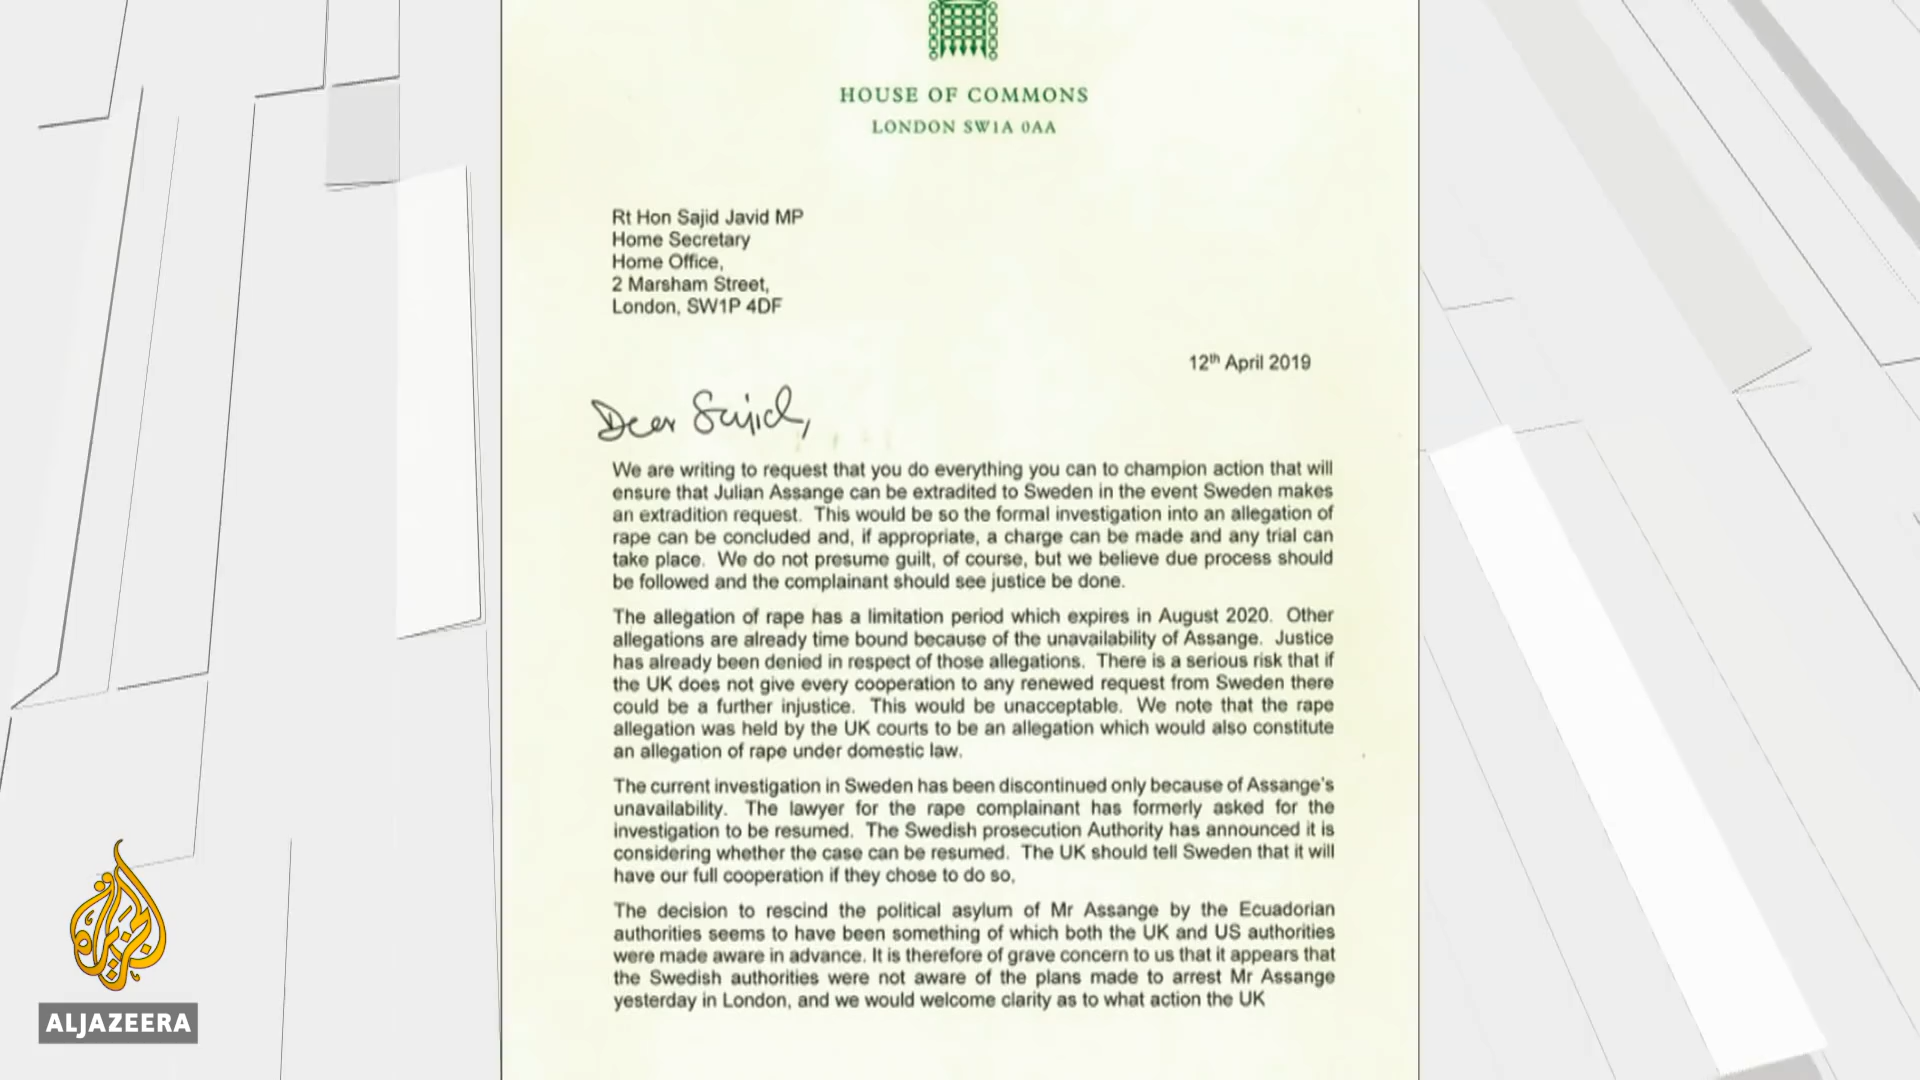 HOUSE OF COMMONS
LONDON SW1A 0AA
Rt Hon Sajid Javid MP
Home Secretary
Home Office,
2 Marsham Street,
London, SW1P 4DF
12th April 2019
Dear Sajid,
We are writing to request that you do everything you can to champion action that will
ensure that Julian Assange can be extradited to Sweden in the event Sweden makes
an extradition request. This would be so the formal investigation into an allegation of
rape can be concluded and, if appropriate, a charge can be made and any trial can
take place. We do not presume guilt, of course, but we believe due process should
be followed and the complainant should see justice be done.
The allegation of rape has a limitation period which expires in August 2020. Other
allegations are already time bound because of the unavailability of Assange. Justice
has already been denied in respect of those allegations. There is a serious risk that if
the UK does not give every cooperation to any renewed request from Sweden there
could be a further injustice. This would be unacceptable. We note that the rape
allegation was held by the UK courts to be an allegation which would also constitute
an allegation of rape under domestic law.
The current investigation in Sweden has been discontinued only because of Assange's
unavailability. The lawyer for the rape complainant has formerly asked for the
investigation to be resumed. The Swedish prosecution Authority has announced it is
considering whether the case can be resumed. The UK should tell Sweden that it will
have our full cooperation if they chose to do so.
The decision to rescind the political asylum of Mr Assange by the Ecuadorian
authorities seems to have been something of which both the UK and US authorities
were made aware in advance. It is therefore of grave concern to us that it appears that
the Swedish authorities were not aware of the plans made to arrest Mr Assange
yesterday in London, and we would welcome clarity as to what action the UK
الجزيرة
ALJAZEERA